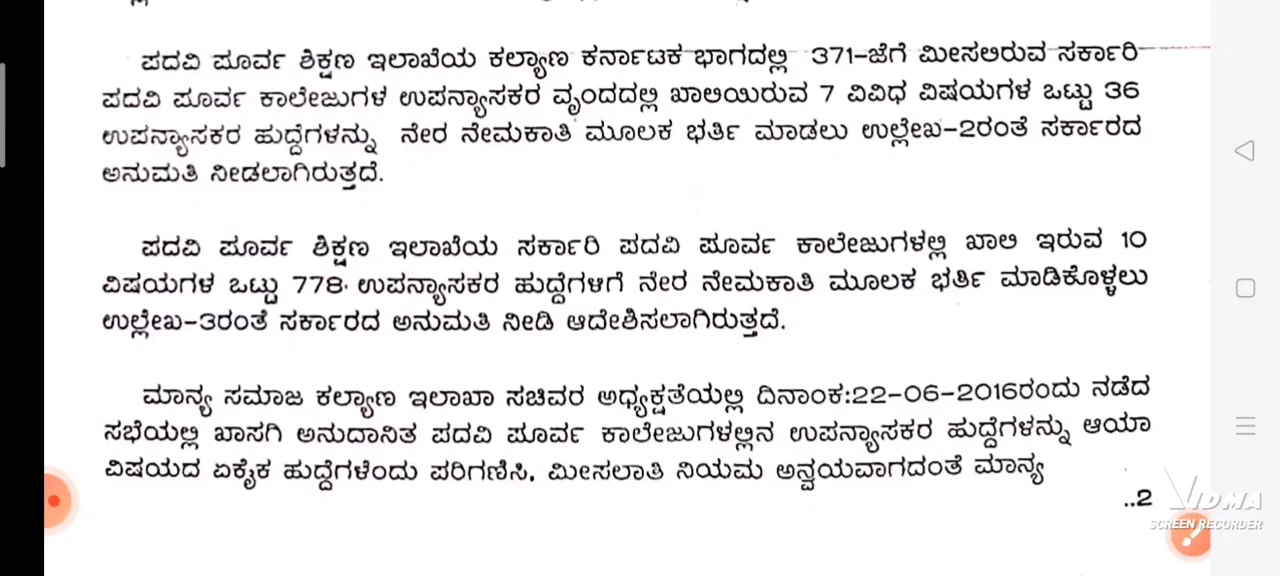 ಪದವಿ ಪೂರ್ವ ಶಿಕ್ಷಣ ಇಲಾಖೆಯ ಕಲ್ಯಾಣ ಕರ್ನಾಟಕ ಭಾಗದಲ್ಲಿ 371-ಜೆಗೆ ಮೀಸಲಿರುವ ಸರ್ಕಾರಿ
ಪದವಿ ಪೂರ್ವ ಕಾಲೇಜುಗಳ ಉಪನ್ಯಾಸಕರ ವೃಂದದಲ್ಲಿ ಖಾಲಿಯಿರುವ 7 ವಿವಿಧ ವಿಷಯಗಳ ಒಟ್ಟು 36
ಉಪನ್ಯಾಸಕರ ಹುದ್ದೆಗಳನ್ನು ನೇರ ನೇಮಕಾತಿ ಮೂಲಕ ಭರ್ತಿ ಮಾಡಲು ಉಲ್ಲೇಖ-2ರಂತೆ ಸರ್ಕಾರದ
ಅನುಮತಿ ನೀಡಲಾಗಿರುತ್ತದೆ.
ಪದವಿ ಪೂರ್ವ ಶಿಕ್ಷಣ ಇಲಾಖೆಯ ಸರ್ಕಾರಿ ಪದವಿ ಪೂರ್ವ ಕಾಲೇಜುಗಳಲ್ಲಿ ಖಾಲಿ ಇರುವ 10
ವಿಷಯಗಳ ಒಟ್ಟು 778 ಉಪನ್ಯಾಸಕರ ಹುದ್ದೆಗಳಿಗೆ ನೇರ ನೇಮಕಾತಿ ಮೂಲಕ ಭರ್ತಿ ಮಾಡಿಕೊಳ್ಳಲು
ಉಲ್ಲೇಖ-3ರಂತೆ ಸರ್ಕಾರದ ಅನುಮತಿ ನೀಡಿ ಆದೇಶಿಸಲಾಗಿರುತ್ತದೆ.
ಮಾನ್ಯ ಸಮಾಜ ಕಲ್ಯಾಣ ಇಲಾಖಾ ಸಚಿವರ ಅಧ್ಯಕ್ಷತೆಯಲ್ಲಿ ದಿನಾಂಕ:22-06-2016ರಂದು ನಡೆದ
ಸಭೆಯಲ್ಲಿ ಖಾಸಗಿ ಅನುದಾನಿತ ಪದವಿ ಪೂರ್ವ ಕಾಲೇಜುಗಳಲ್ಲಿನ ಉಪನ್ಯಾಸಕರ ಹುದ್ದೆಗಳನ್ನು ಆಯಾ
ವಿಷಯದ ಏಕೈಕ ಹುದ್ದೆಗಳೆಂದು ಪರಿಗಣಿಸಿ, ಮೀಸಲಾತಿ ನಿಯಮ ಅನ್ವಯವಾಗದಂತೆ ಮಾನ್ಯ
..2
VIDMA
SCREEN RECORDER